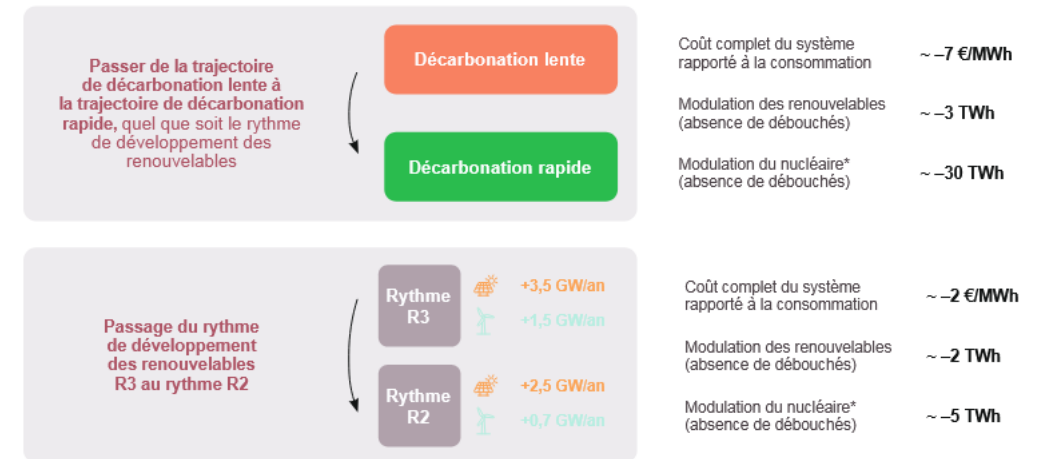 Passer de la trajectoire
de décarbonation lente à
la trajectoire de décarbonation
rapide, quel que soit le rythme
de développement des
renouvelables
Décarbonation lente
Décarbonation rapide
Coût complet du système
rapporté à la consommation
~ –7 €/MWh
Modulation des renouvelables
(absence de débouchés)
~ –3 TWh
Modulation du nucléaire*
(absence de débouchés)
~ –30 TWh
Passage du rythme
de développement
des renouvelables
R3 au rythme R2
Rythme
R3
+3,5 GW/an
+1,5 GW/an
Rythme
R2
+2,5 GW/an
+0,7 GW/an
Coût complet du système
rapporté à la consommation
~ –2 €/MWh
Modulation des renouvelables
(absence de débouchés)
~ –2 TWh
Modulation du nucléaire*
(absence de débouchés)
~ –5 TWh